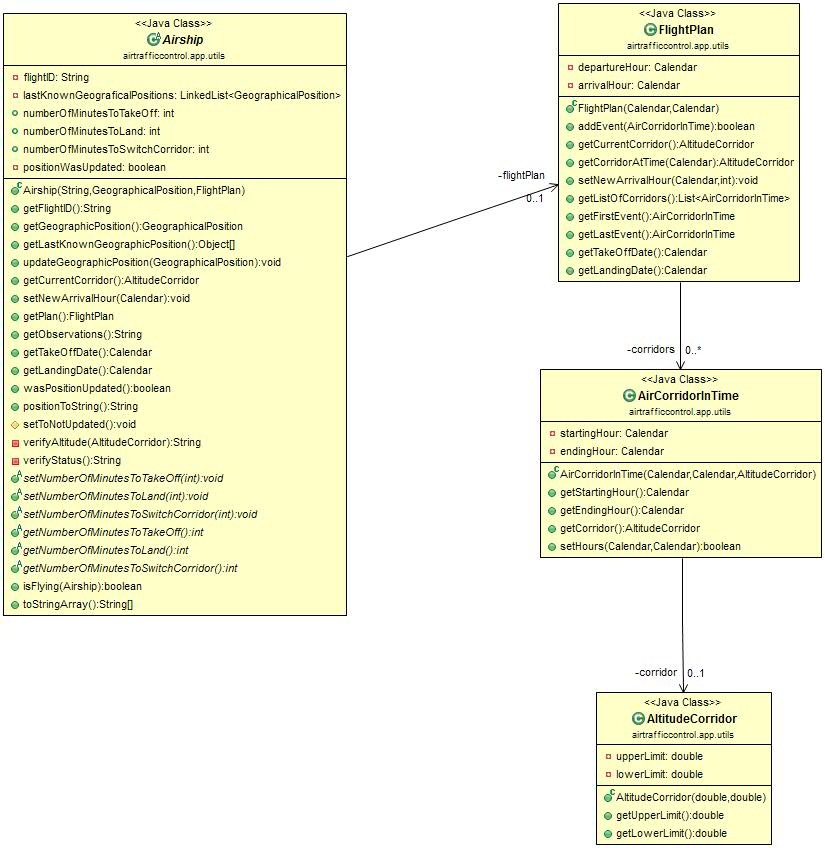 <<Java Class>>
Airship
airtrafficcontrol.app.utils
flightID: String
lastKnownGeograficalPositions: LinkedList<GeographicalPosition>
numberOfMinutesToTakeOff: int
numberOfMinutesToLand: int
numberOfMinutesToSwitchCorridor: int
positionWasUpdated: boolean
Airship(String,GeographicalPosition,FlightPlan)
getFlightID():String
getGeographicPosition():GeographicalPosition
getLastKnownGeographicPosition():Object[]
updateGeographicPosition(GeographicalPosition):void
getCurrentCorridor():AltitudeCorridor
setNewArrivalHour(Calendar):void
getPlan():FlightPlan
getObservations():String
getTakeOffDate():Calendar
getLandingDate():Calendar
wasPositionUpdated():boolean
positionToString():String
setToNotUpdated():void
verifyAltitude(AltitudeCorridor):String
verifyStatus():String
setNumberOfMinutesToTakeOff(int):void
setNumberOfMinutesToLand(int):void
setNumberOfMinutesToSwitchCorridor(int):void
getNumberOfMinutesToTakeOff():int
getNumberOfMinutesToLand():int
getNumberOfMinutesToSwitchCorridor():int
isFlying(Airship):boolean
toStringArray():String[]
-flightPlan
0..1
<<Java Class>>
FlightPlan
airtrafficcontrol.app.utils
departureHour: Calendar
arrivalHour: Calendar
FlightPlan(Calendar,Calendar)
addEvent(AirCorridorInTime):boolean
getCurrentCorridor():AltitudeCorridor
getCorridorAtTime(Calendar):AltitudeCorridor
setNewArrivalHour(Calendar,int):void
getListOfCorridors():List<AirCorridorInTime>
getFirstEvent():AirCorridorInTime
getLastEvent():AirCorridorInTime
getTakeOffDate():Calendar
getLandingDate():Calendar
-corridors 0..*
<<Java Class>>
AirCorridorInTime
airtrafficcontrol.app.utils
startingHour: Calendar
endingHour: Calendar
AirCorridorInTime(Calendar,Calendar,AltitudeCorridor)
getStartingHour():Calendar
getEndingHour():Calendar
getCorridor():AltitudeCorridor
setHours(Calendar,Calendar):boolean
-corridor 0..1
<<Java Class>>
AltitudeCorridor
airtrafficcontrol.app.utils
upperLimit: double
lowerLimit: double
AltitudeCorridor(double,double)
getUpperLimit():double
getLowerLimit():double